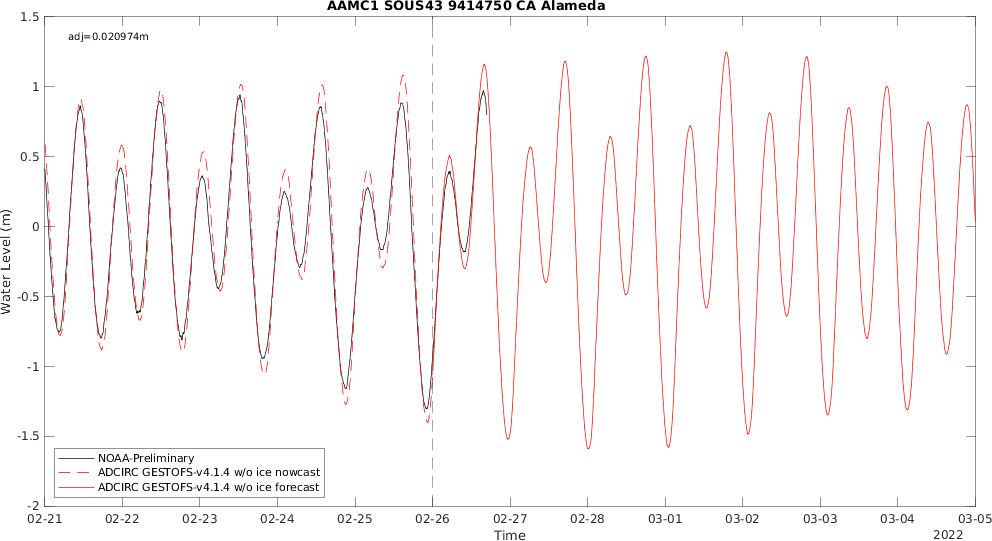 AAMC1 SOUS43 9414750 CA Alameda
adj=0.020974m
1.5
1
0.5
0
-0.5
-1
-1.5
-2
Water Level (m)
NOAA-Preliminary
ADCIRC GESTOFS-v4.1.4 w/o ice nowcast
ADCIRC GESTOFS-v4.1.4 w/o ice forecast
02-21 02-22 02-23 02-24 02-25 02-26 02-27 02-28 03-01 03-02 03-03 03-04 03-05
Time
2022